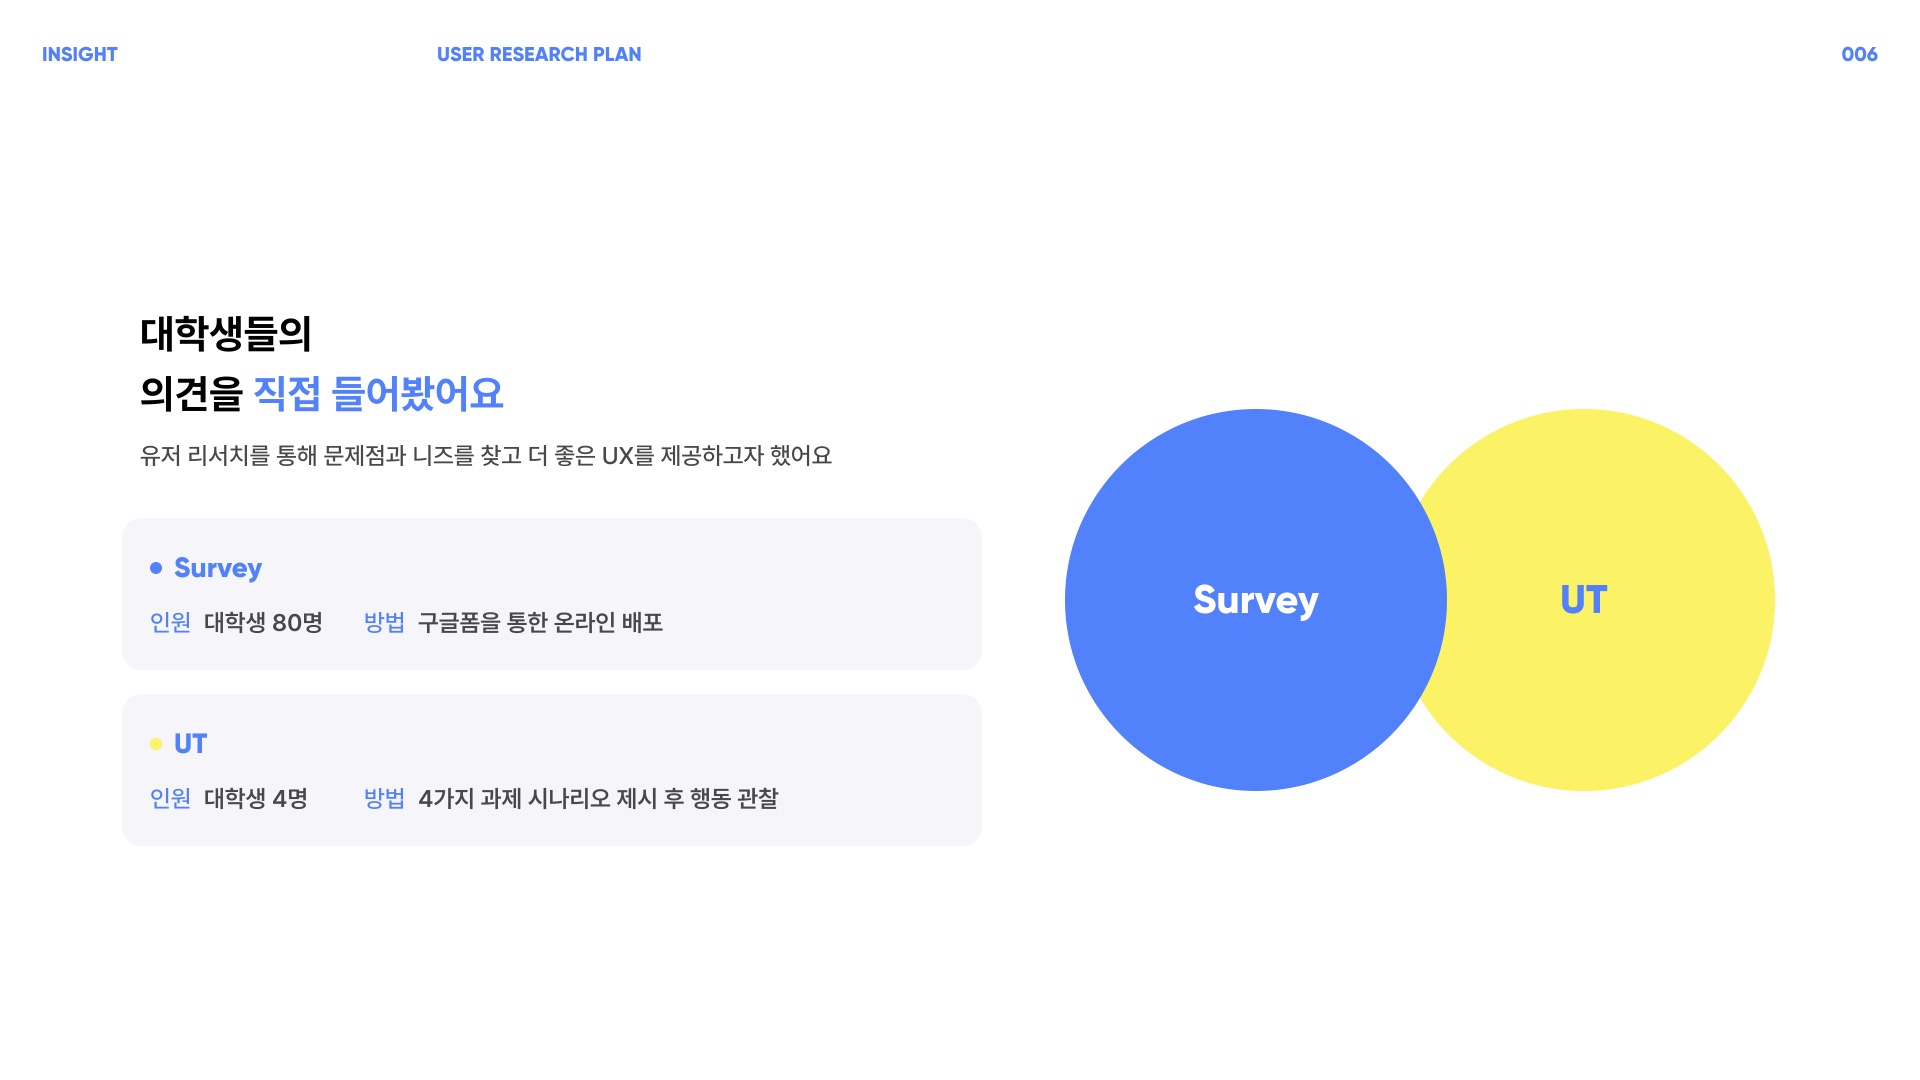 INSIGHT
USER RESEARCH PLAN
006
대학생들의
의견을 직접 들어봤어요
유저 리서치를 통해 문제점과 니즈를 찾고 더 좋은 UX를 제공하고자 했어요
Survey
인원 대학생 80명 방법 구글폼을 통한 온라인 배포
UT
인원 대학생 4명 방법 4가지 과제 시나리오 제시 후 행동 관찰
Survey
UT